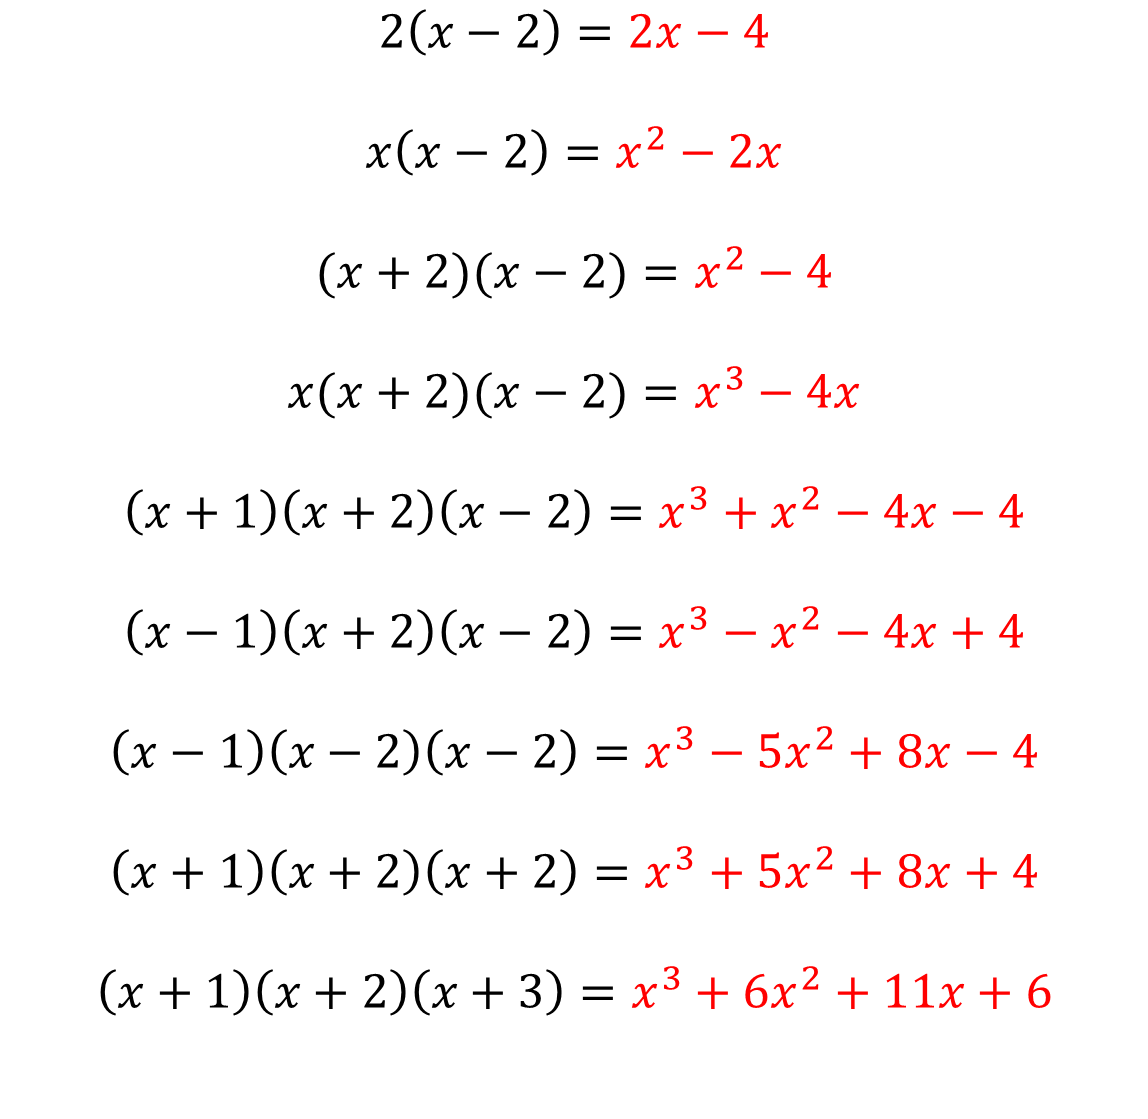 2(x − 2) = 2x − 4
x(x − 2) = x² − 2x
(x + 2)(x − 2) = x² − 4
x(x + 2)(x − 2) = x³ − 4x
(x + 1)(x + 2)(x − 2) = x³ + x² − 4x − 4
(x − 1)(x + 2)(x − 2) = x³ − x² − 4x + 4
(x − 1)(x − 2)(x − 2) = x³ − 5x² + 8x − 4
(x + 1)(x + 2)(x + 2) = x³ + 5x² + 8x + 4
(x + 1)(x + 2)(x + 3) = x³ + 6x² + 11x + 6